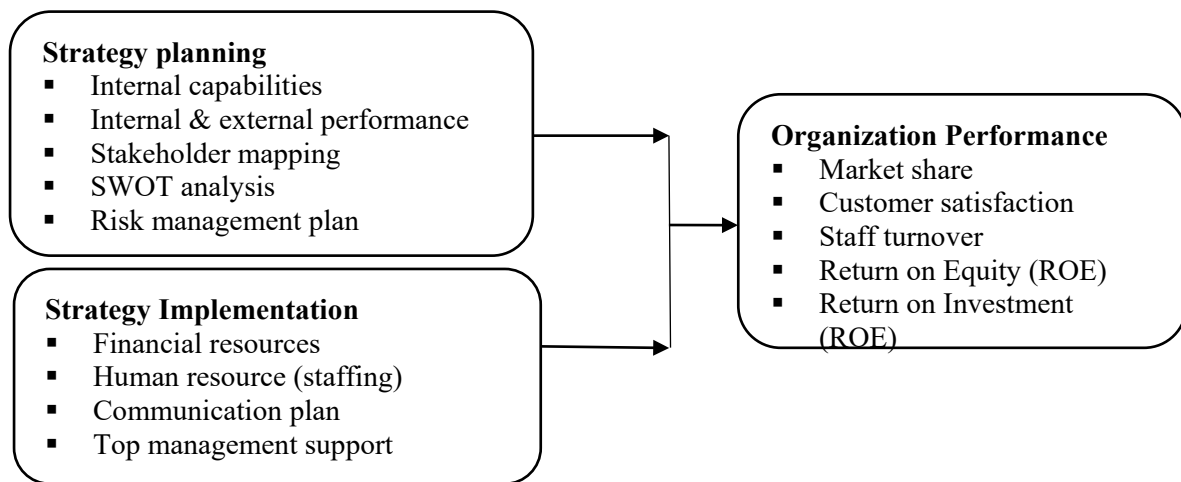 Strategy planning
▪ Internal capabilities
▪ Internal & external performance
▪ Stakeholder mapping
▪ SWOT analysis
▪ Risk management plan
Strategy Implementation
▪ Financial resources
▪ Human resource (staffing)
▪ Communication plan
▪ Top management support
Organization Performance
▪ Market share
▪ Customer satisfaction
▪ Staff turnover
▪ Return on Equity (ROE)
▪ Return on Investment
(ROE)